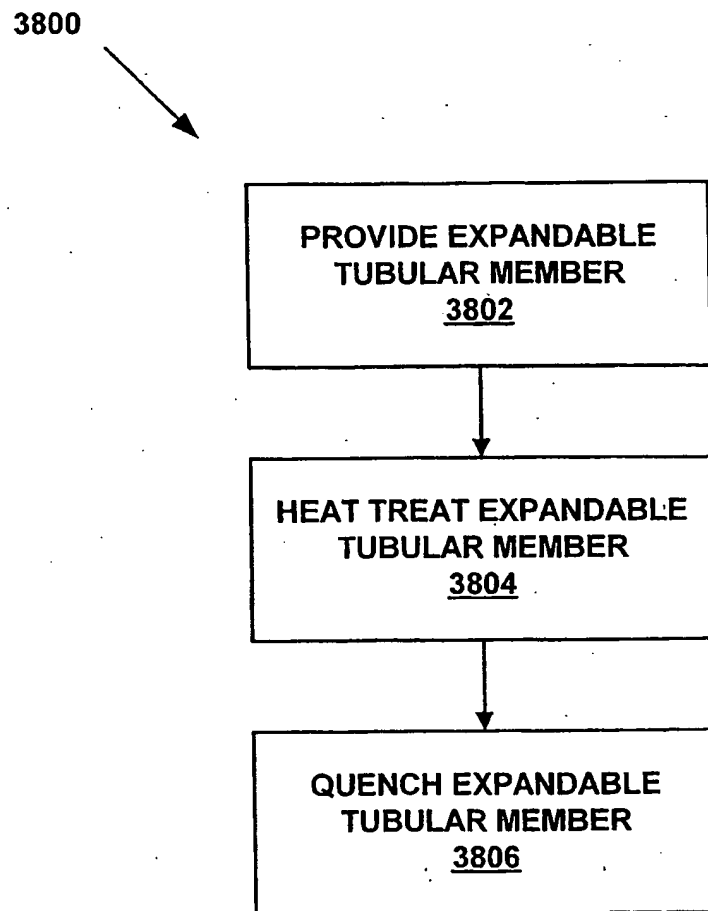 3800
PROVIDE EXPANDABLE
TUBULAR MEMBER
3802
HEAT TREAT EXPANDABLE
TUBULAR MEMBER
3804
QUENCH EXPANDABLE
TUBULAR MEMBER
3806